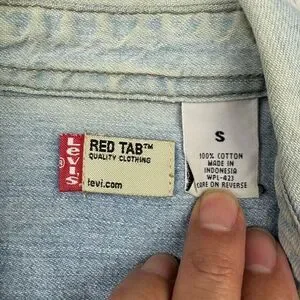 LEVI'S
®
RED TAB™
QUALITY CLOTHING
levi.com
S
100% COTTON
MADE IN
INDONESIA
WPL-423
CARE ON REVERSE